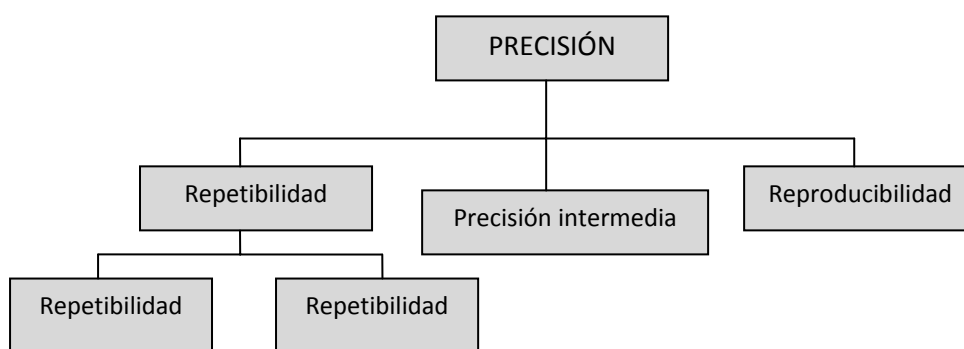 PRECISIÓN
Repetibilidad
Precisión intermedia
Reproducibilidad
Repetibilidad
Repetibilidad